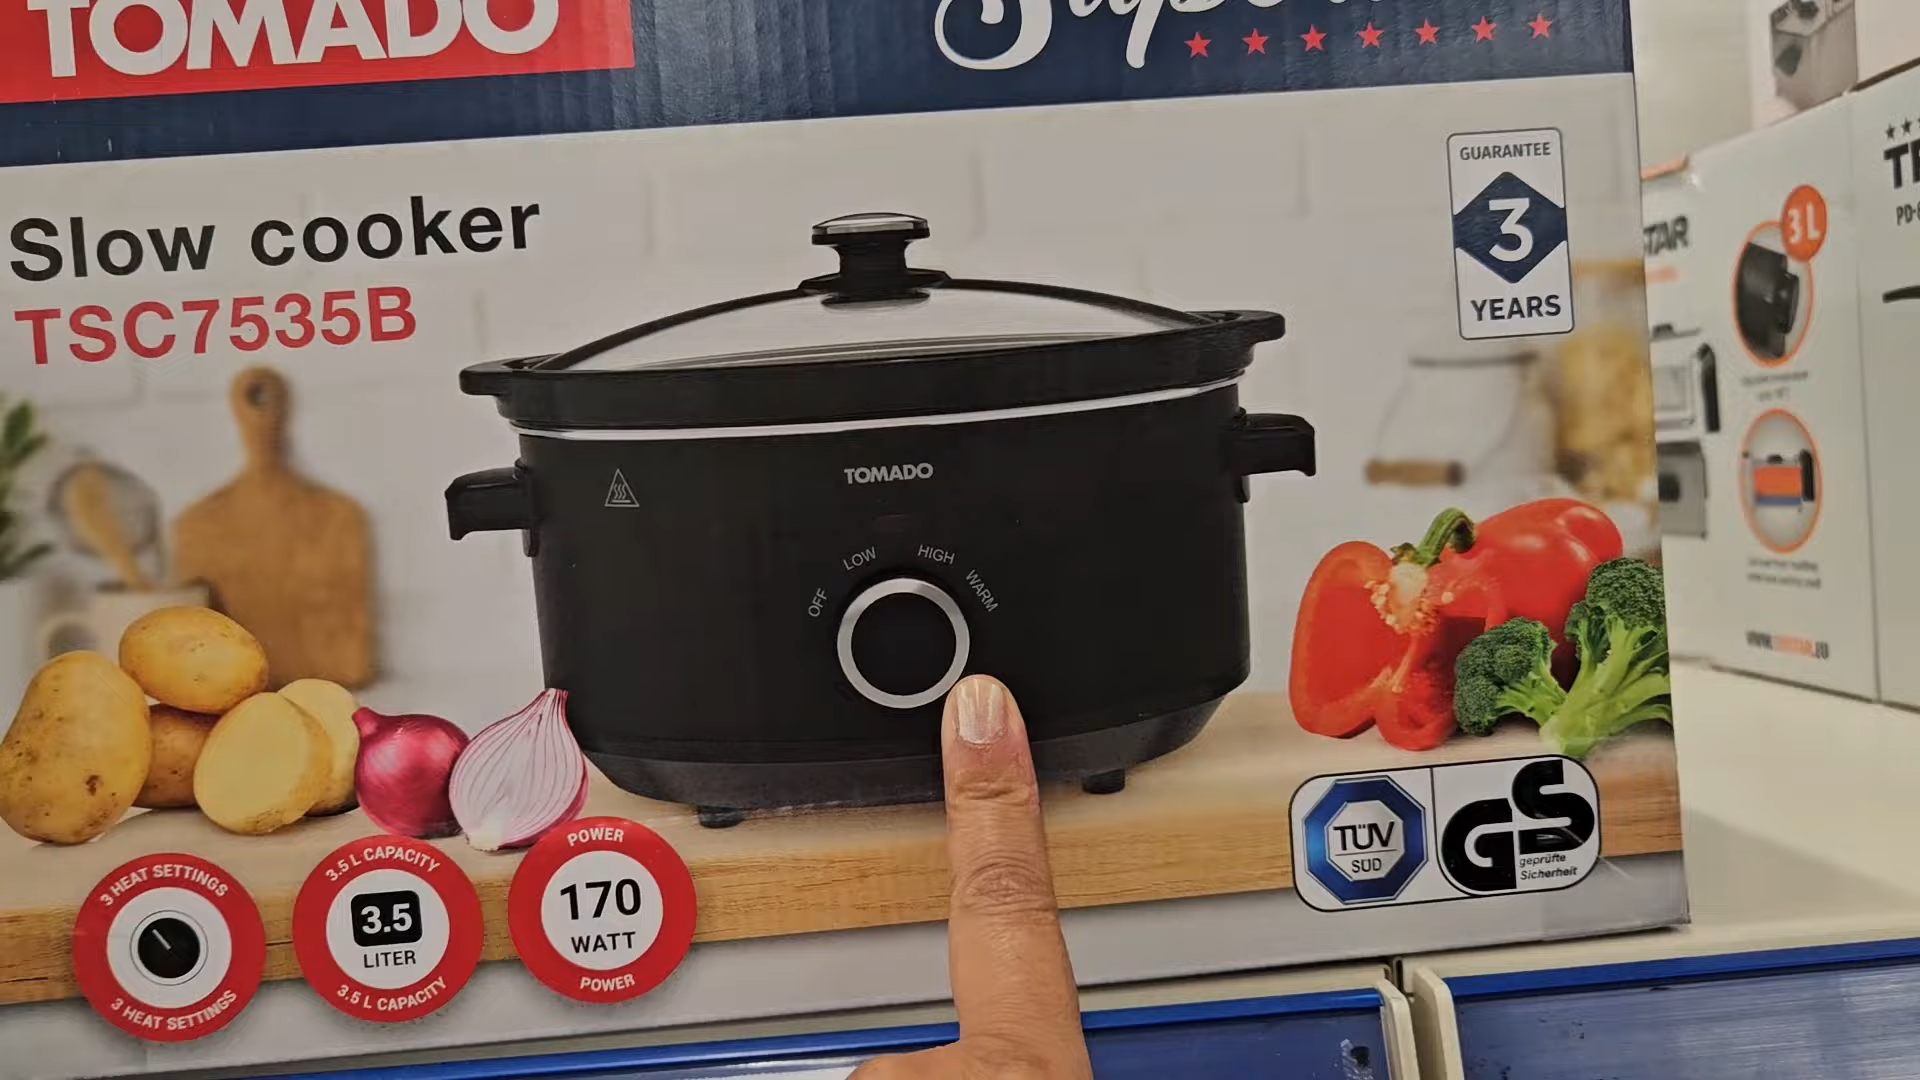 TOMADO
Slow cooker
TSC7535B
GUARANTEE
3
YEARS
TOMADO
OFF
LOW
HIGH
WARM
3 HEAT SETTINGS
3 HEAT SETTINGS
3.5 L CAPACITY
3.5
LITER
3.5 L CAPACITY
POWER
170
WATT
POWER
TÜV
SÜD
GS
geprüfte
Sicherheit
3 L